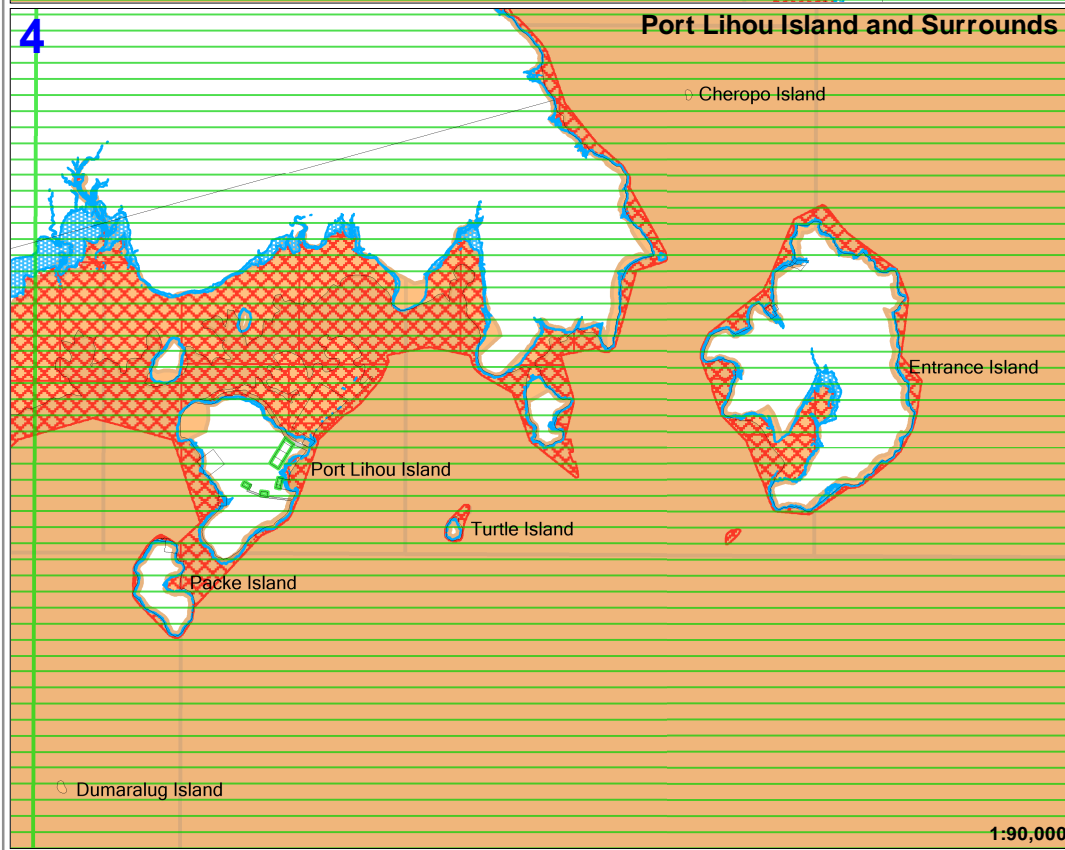 4
Port Lihou Island and Surrounds
Cheropo Island
Entrance Island
Port Lihou Island
Turtle Island
Packe Island
Dumaralug Island
1:90,000